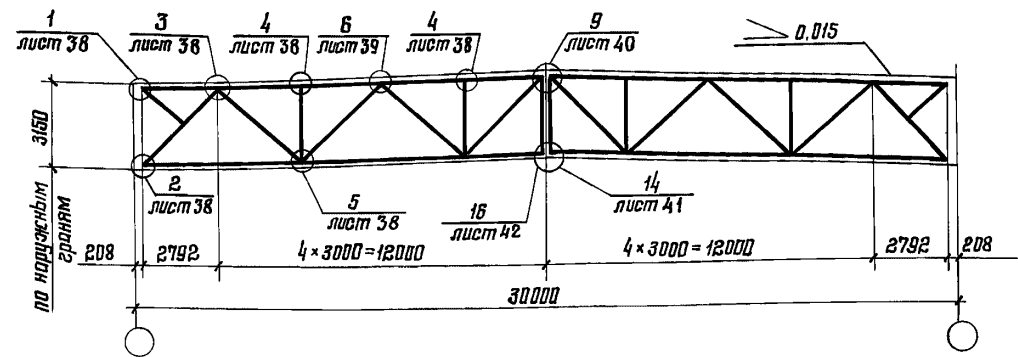 1
лист 38
3
лист 38
4
лист 38
6
лист 39
4
лист 38
9
лист 40
0,015
3150
по наружным
граням
2
лист 38
5
лист 38
16
лист 42
14
лист 41
208
2792
4×3000=12000
4×3000=12000
2792
208
30000